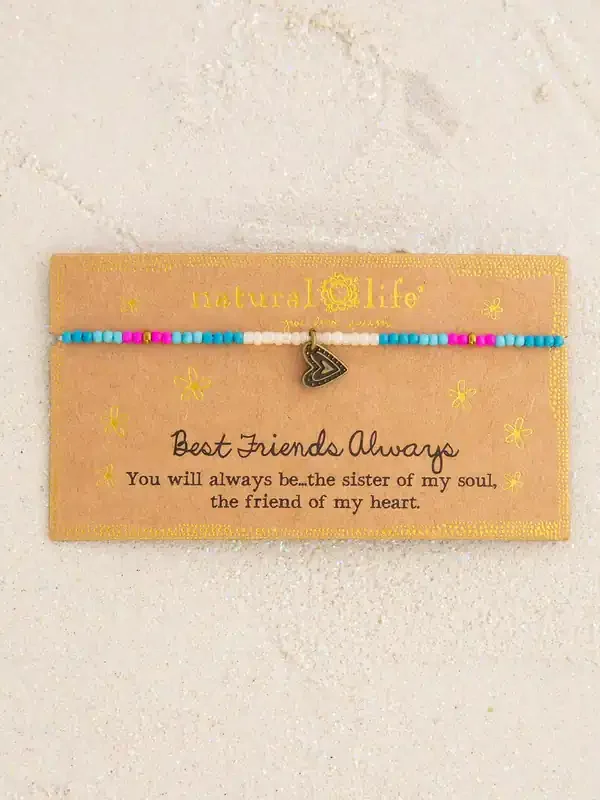 natural life®
Best Friends Always
You will always be...the sister of my soul,
the friend of my heart.